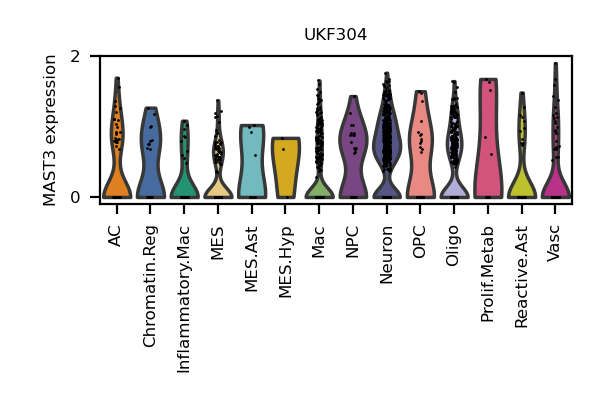 UKF304
MAST3 expression
2
0
AC
Chromatin.Reg
Inflammatory.Mac
MES
MES.Ast
MES.Hyp
Mac
NPC
Neuron
OPC
Oligo
Prolif.Metab
Reactive.Ast
Vasc